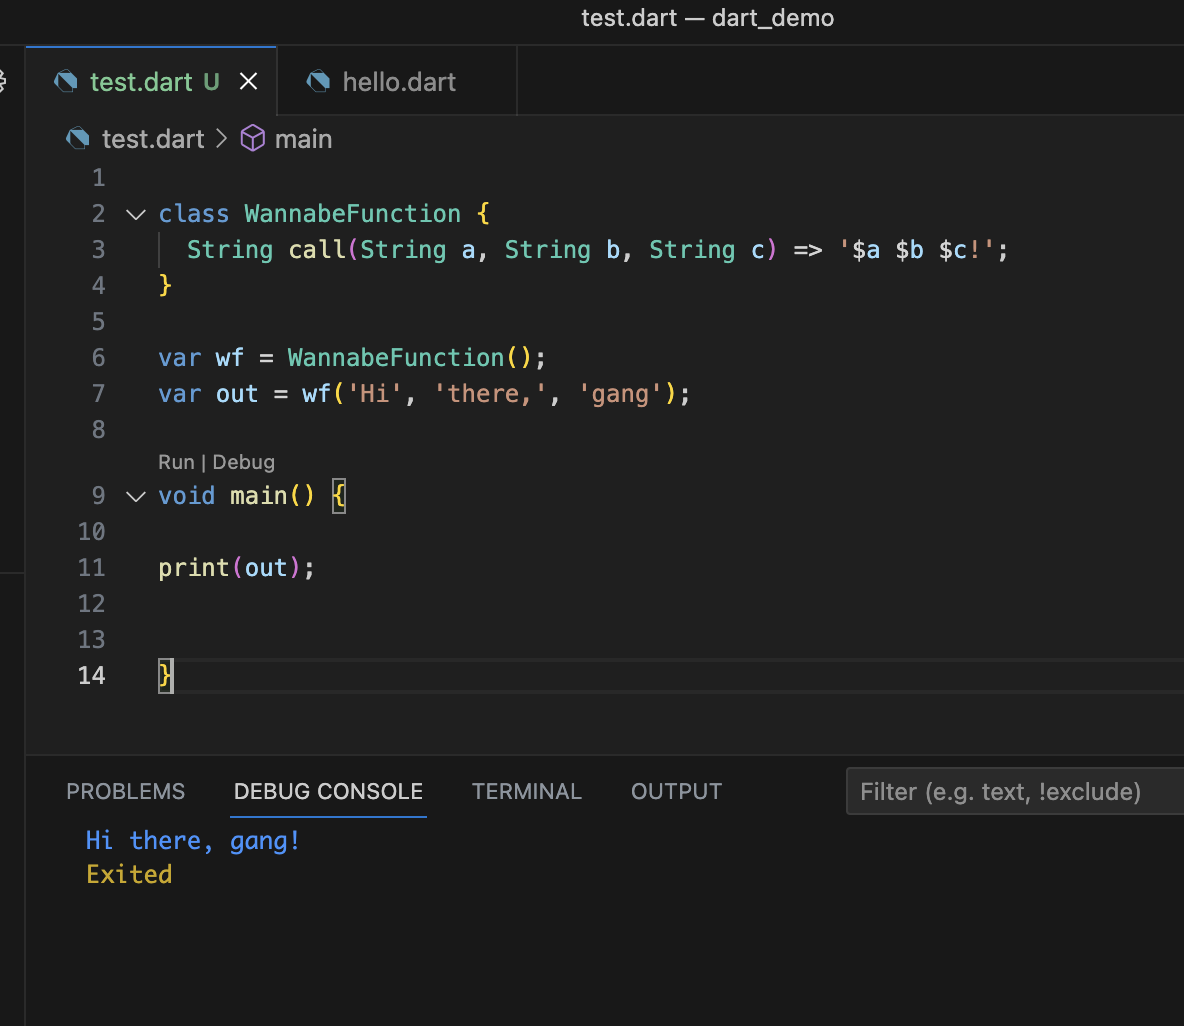 test.dart — dart_demo
test.dart U
hello.dart
test.dart > main
1
2 class WannabeFunction {
3   String call(String a, String b, String c) => '$a $b $c!';
4 }
5
6 var wf = WannabeFunction();
7 var out = wf('Hi', 'there,', 'gang');
8
Run | Debug
9 void main() {
10
11 print(out);
12
13
14 }
PROBLEMS DEBUG CONSOLE TERMINAL OUTPUT Filter (e.g. text, !exclude)
Hi there, gang!
Exited